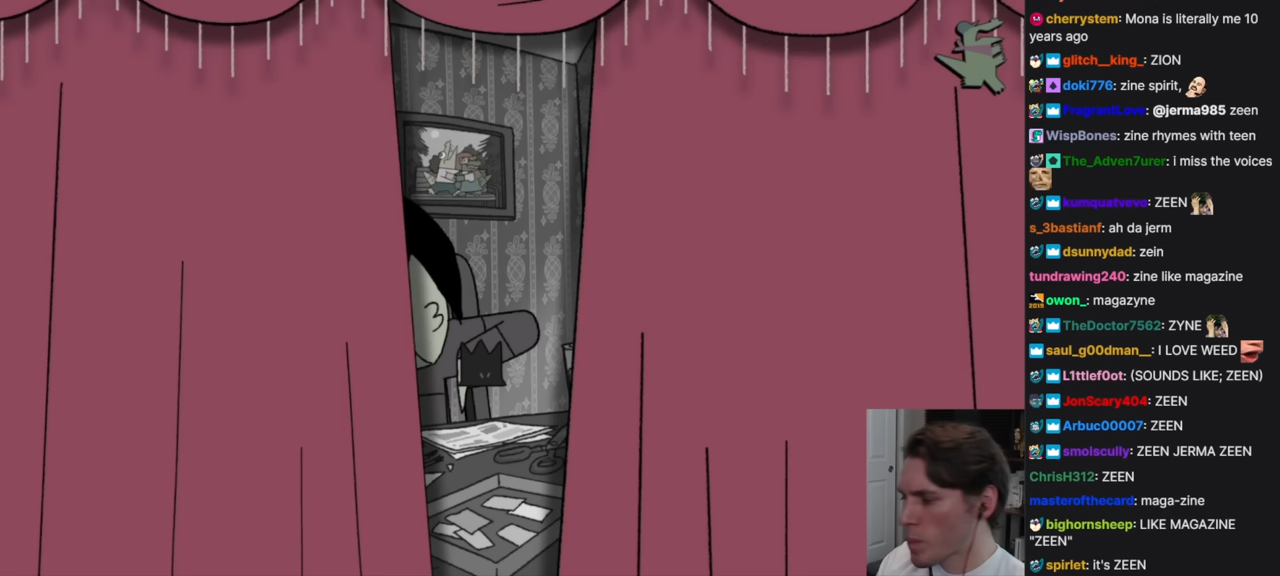 cherrystem: Mona is literally me 10
years ago
glitch__king_: ZION
doki776: zine spirit,
FragrantLove: @jerma985 zeen
WispBones: zine rhymes with teen
The_Adven7urer: i miss the voices
kumquatvevo: ZEEN
s_3bastianf: ah da jerm
dsunnydad: zein
tundrawing240: zine like magazine
owon_: magazyne
TheDoctor7562: ZYNE
saul_g00dman__: I LOVE WEED
L1ttlef0ot: (SOUNDS LIKE; ZEEN)
JonScary404: ZEEN
Arbuc00007: ZEEN
smolscully: ZEEN JERMA ZEEN
ChrisH312: ZEEN
masterofthecard: maga-zine
bighornsheep: LIKE MAGAZINE
"ZEEN"
spirlet: it's ZEEN